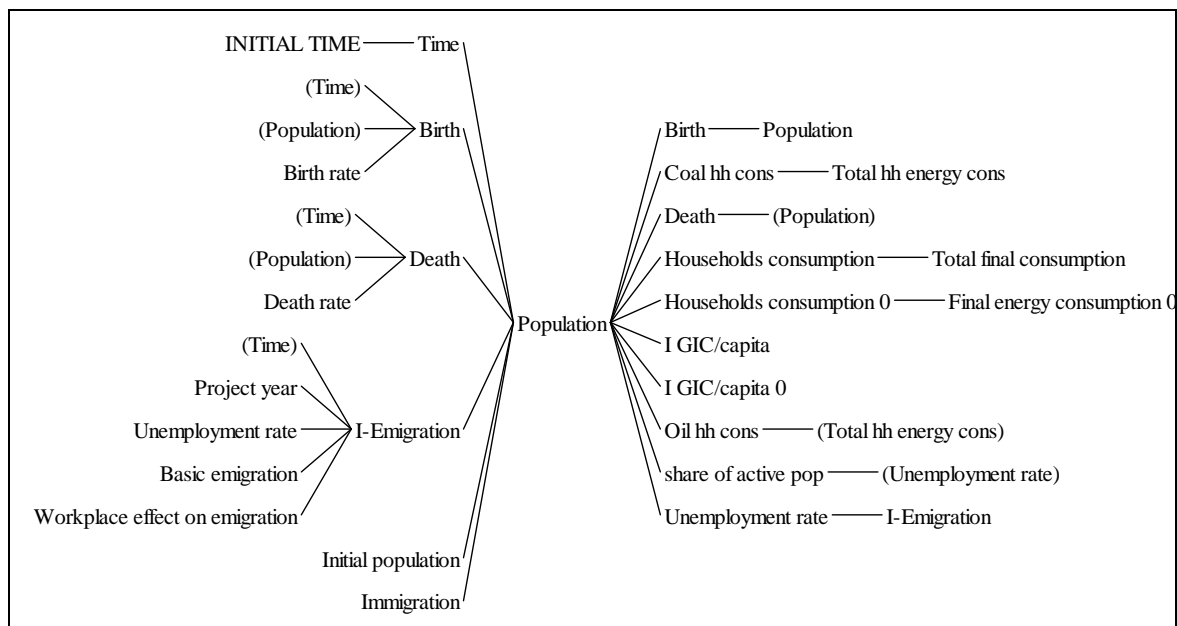 INITIAL TIME Time
(Time)
(Population) Birth
Birth rate
(Time)
(Population) Death
Death rate
(Time)
Project year
Unemployment rate I-Emigration
Basic emigration
Workplace effect on emigration
Initial population
Immigration
Population
Birth Population
Coal hh cons Total hh energy cons
Death (Population)
Households consumption Total final consumption
Households consumption 0 Final energy consumption 0
I GIC/capita
I GIC/capita 0
Oil hh cons (Total hh energy cons)
share of active pop (Unemployment rate)
Unemployment rate I-Emigration